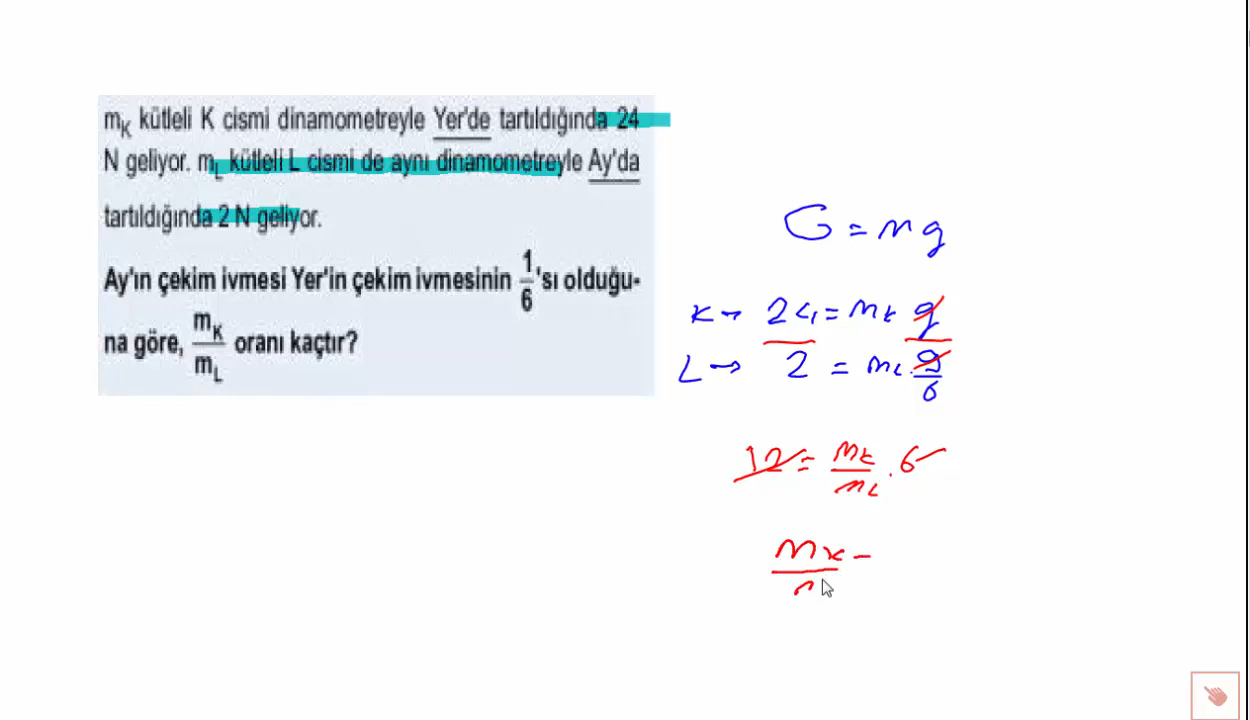 mK kütleli K cismi dinamometreyle Yer'de tartıldığında 24
N geliyor. mL kütleli L cismi de aynı dinamometreyle Ay'da
tartıldığında 2 N geliyor.
Ay'ın çekim ivmesi Yer'in çekim ivmesinin 1/6 'sı olduğu-
na göre, mK/mL oranı kaçtır?
G = mg
K → 24 = mK g
L → 2 = mL . g/6
12 = mK/mL . 6
mK =